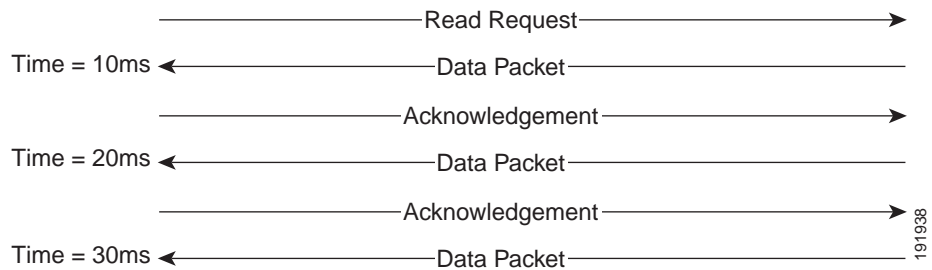 Read Request
Time = 10ms
Data Packet
Acknowledgement
Time = 20ms
Data Packet
Acknowledgement
Time = 30ms
Data Packet
191938